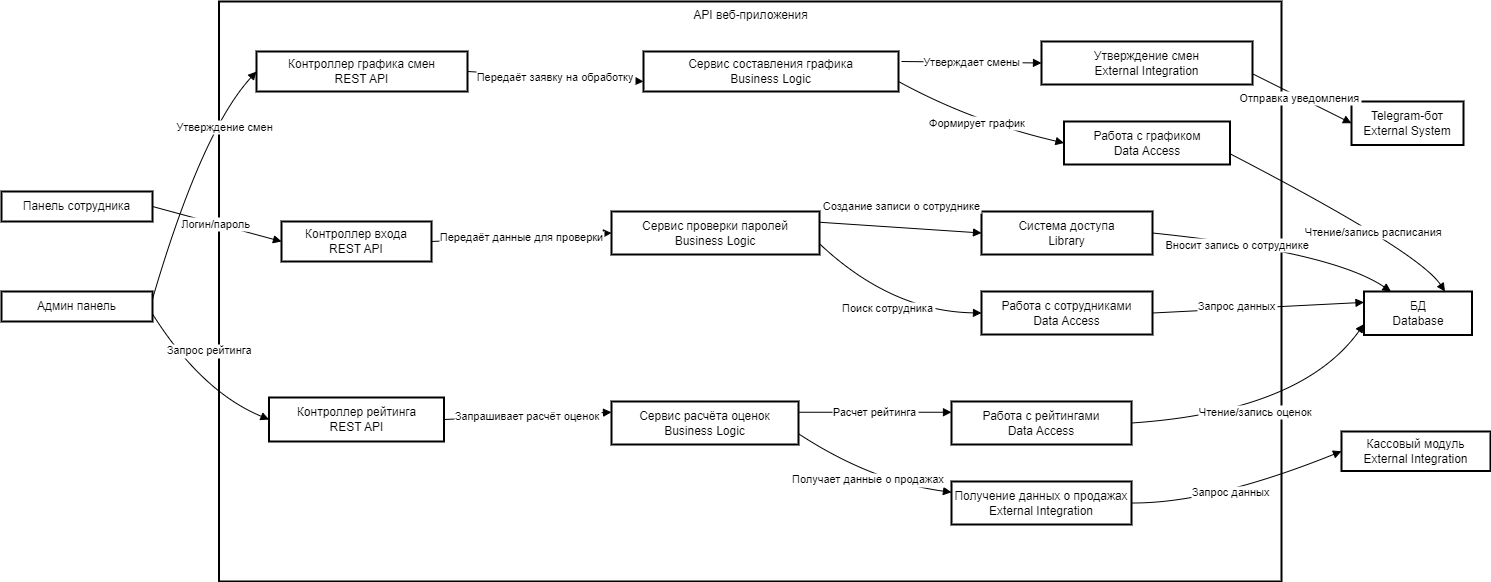 API веб-приложения
Контроллер графика смен
REST API
Передаёт заявку на обработку
Сервис составления графика
Business Logic
Утверждает смены
Утверждение смен
External Integration
Отправка уведомления
Telegram-бот
External System
Утверждение смен
Формирует график
Работа с графиком
Data Access
Чтение/запись расписания
Панель сотрудника
Логин/пароль
Контроллер входа
REST API
Передаёт данные для проверки
Сервис проверки паролей
Business Logic
Создание записи о сотруднике
Система доступа
Library
Вносит запись о сотруднике
Админ панель
Поиск сотрудника
Работа с сотрудниками
Data Access
Запрос данных
БД
Database
Запрос рейтинга
Контроллер рейтинга
REST API
Запрашивает расчёт оценок
Сервис расчёта оценок
Business Logic
Расчет рейтинга
Работа с рейтингами
Data Access
Чтение/запись оценок
Получает данные о продажах
Получение данных о продажах
External Integration
Запрос данных
Кассовый модуль
External Integration